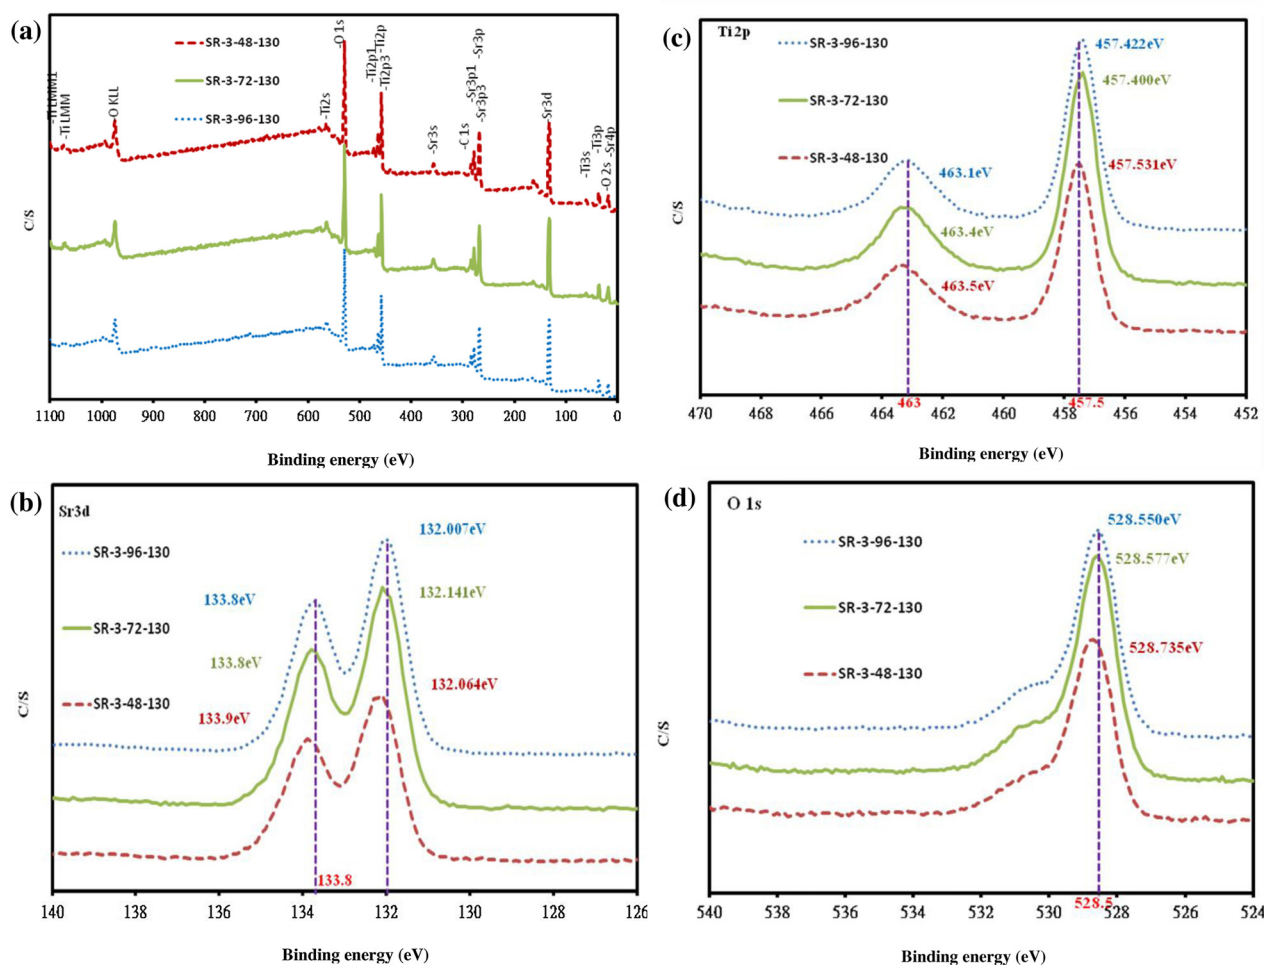 (a)
SR-3-48-130
SR-3-72-130
SR-3-96-130
-Ti LMM1
-Ti LMM
-O KLL
-Ti2s
-O 1s
-Ti2p1
-Ti2p
-Ti2p3
-Sr3s
-C 1s
-Sr3p1
-Sr3p
-Sr3p3
-Sr3d
-Ti3s
-Ti3p
-O 2s
-Sr4p
C/S
1100 1000 900 800 700 600 500 400 300 200 100 0
Binding energy (eV)
(c)
Ti 2p
SR-3-96-130
SR-3-72-130
SR-3-48-130
457.422eV
457.400eV
457.531eV
463.1eV
463.4eV
463.5eV
C/S
463
457.5
470 468 466 464 462 460 458 456 454 452
Binding energy (eV)
(b)
Sr3d
SR-3-96-130
SR-3-72-130
SR-3-48-130
132.007eV
132.141eV
132.064eV
133.8eV
133.8eV
133.9eV
C/S
133.8
140 138 136 134 132 130 128 126
Binding energy (eV)
(d)
O 1s
SR-3-96-130
SR-3-72-130
SR-3-48-130
528.550eV
528.577eV
528.735eV
C/S
528.5
540 538 536 534 532 530 528 526 524
Binding energy (eV)